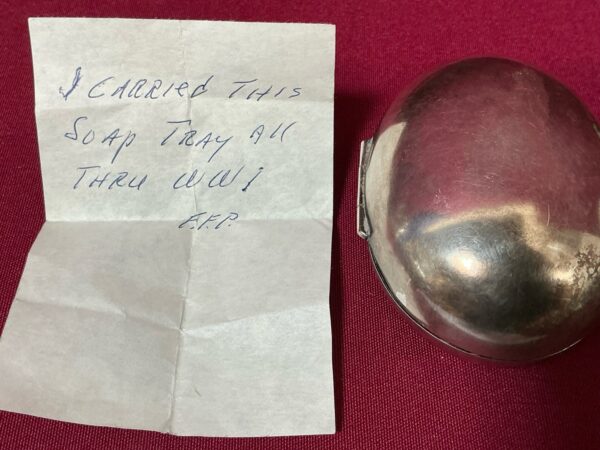 I CARRIED THIS
SOAP TRAY All
THRU WW I
F.F.P.